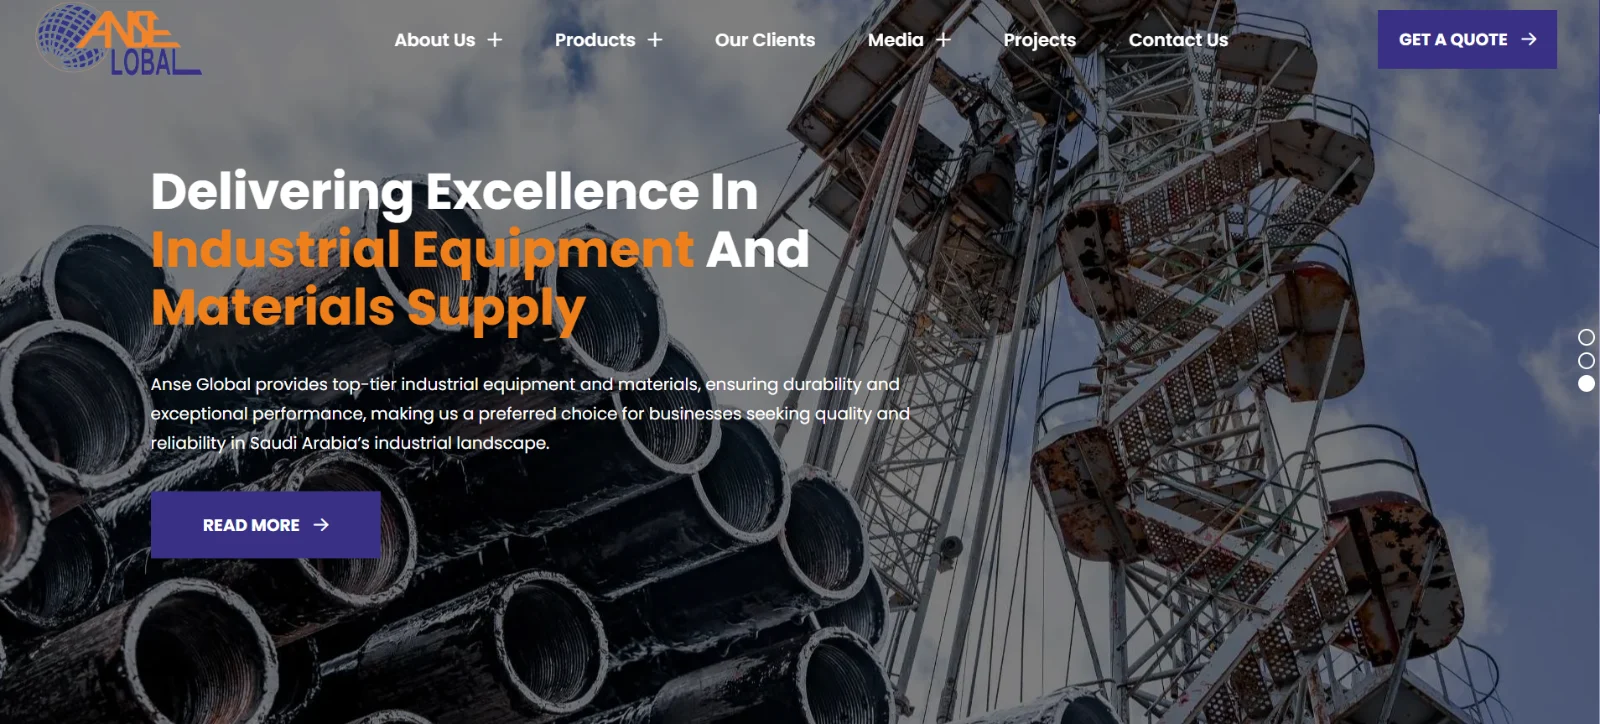 ANSE
LOBAL
About Us +
Products +
Our Clients
Media +
Projects
Contact Us
GET A QUOTE →
Delivering Excellence In
Industrial Equipment And
Materials Supply
Anse Global provides top-tier industrial equipment and materials, ensuring durability and
exceptional performance, making us a preferred choice for businesses seeking quality and
reliability in Saudi Arabia’s industrial landscape.
READ MORE →